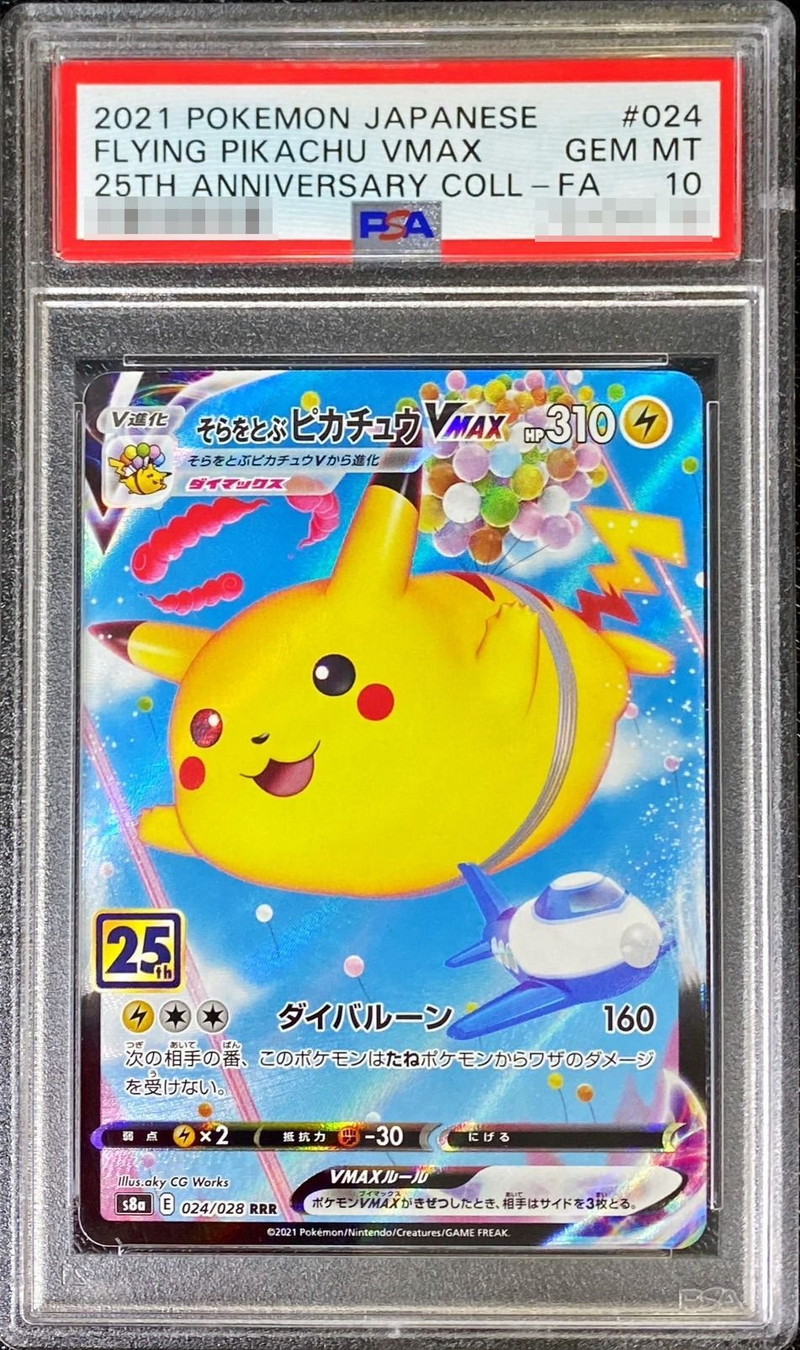 2021 POKEMON JAPANESE #024
FLYING PIKACHU VMAX GEM MT
25TH ANNIVERSARY COLL-FA 10
PSA
V進化 そらをとぶピカチュウVMAX HP310
そらをとぶピカチュウVから進化
ダイマックス
25th
ダイバルーン 160
次の相手の番、このポケモンはたねポケモンからワザのダメージ
を受けない。
弱点 ×2 抵抗力 -30 にげる
Illus.aky CG Works
VMAXルール
s8a E 024/028 RRR
ポケモンVMAXがきぜつしたとき、相手はサイドを3枚とる。
©2021 Pokémon/Nintendo/Creatures/GAME FREAK.
PSA